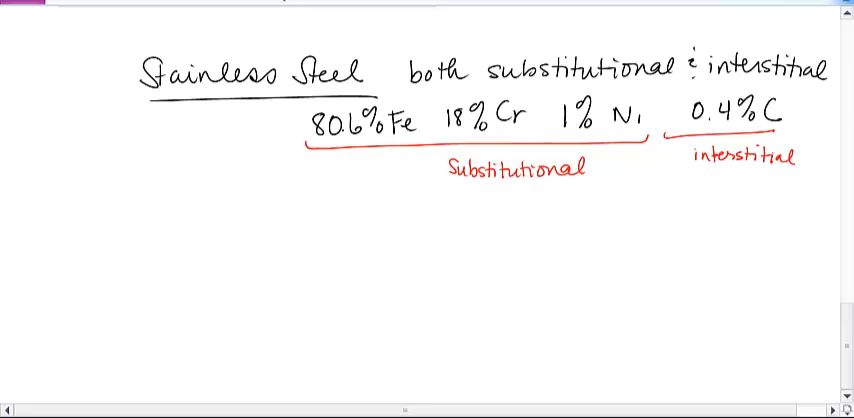 Stainless Steel both substitutional & interstitial
80.6% Fe 18% Cr 1% Ni 0.4% C
Substitutional interstitial